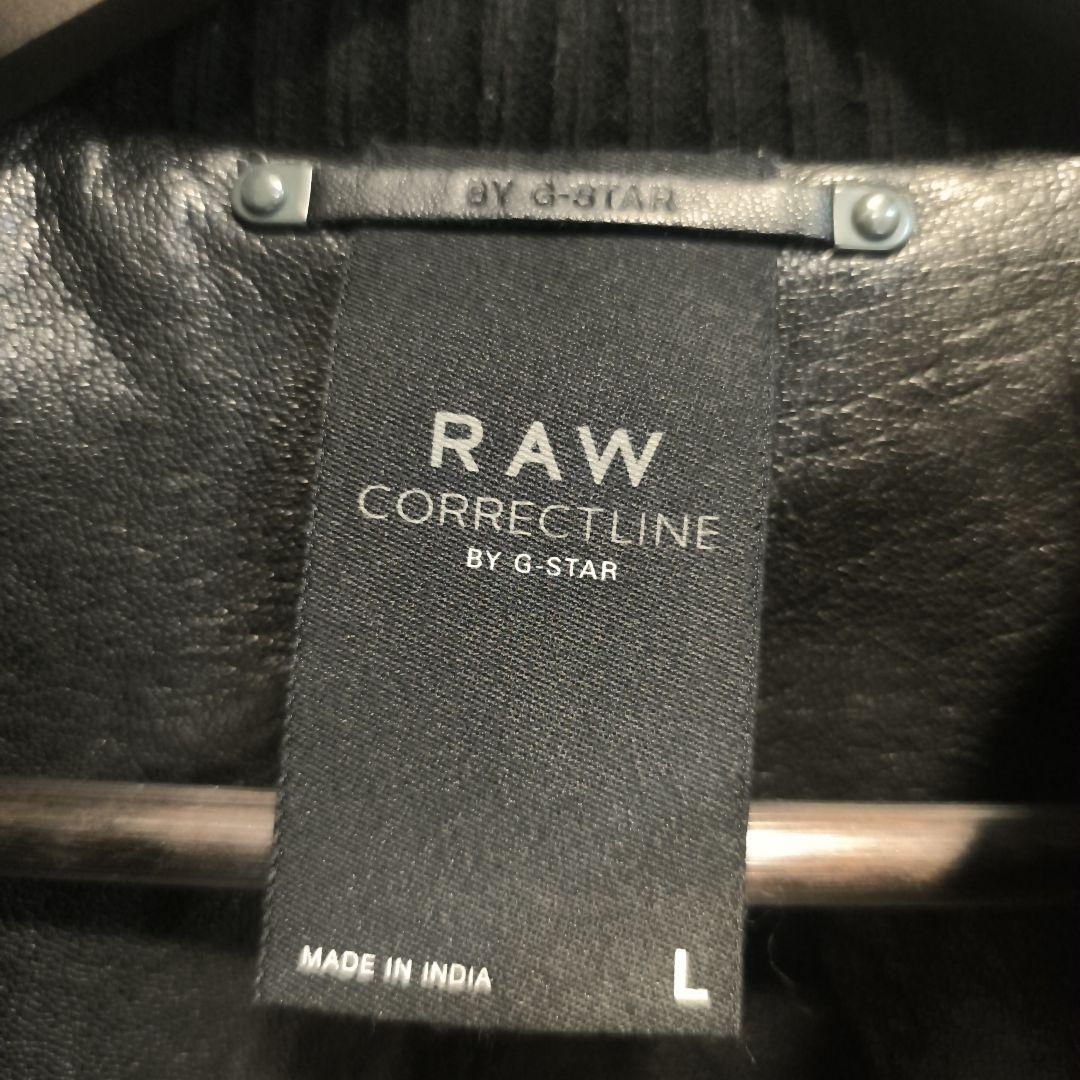 BY G-STAR
RAW
CORRECTLINE
BY G-STAR
MADE IN INDIA
L